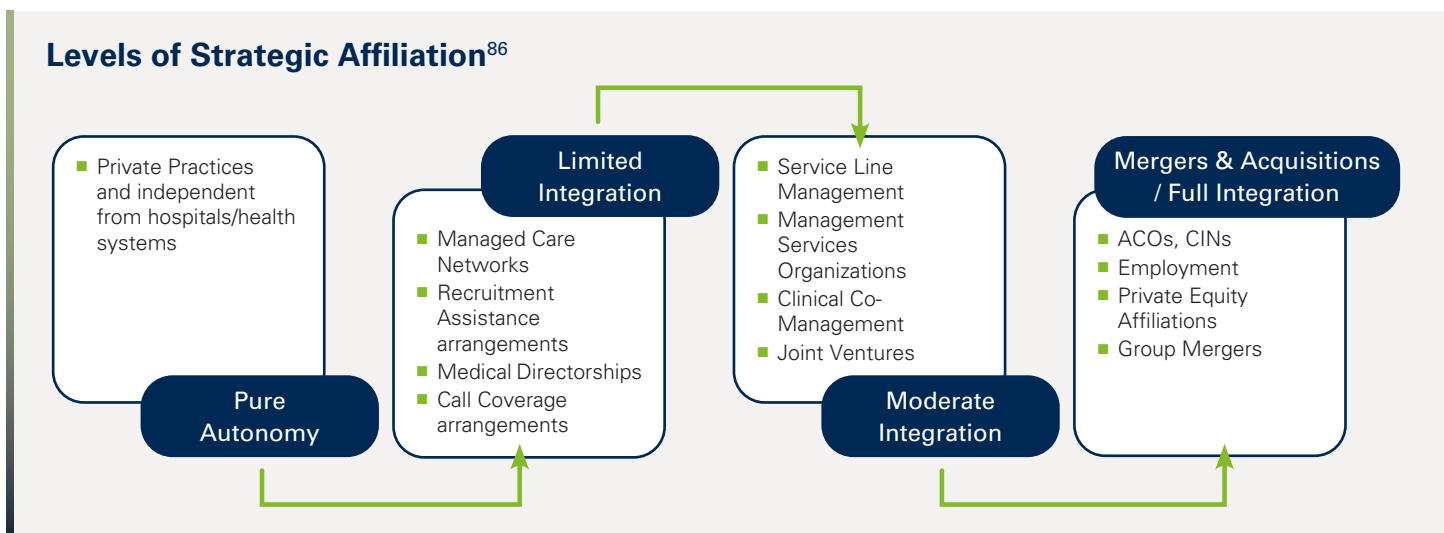 Levels of Strategic Affiliation86
■ Private Practices
and independent
from hospitals/health
systems
Pure
Autonomy
Limited
Integration
■ Managed Care
Networks
■ Recruitment
Assistance
arrangements
■ Medical Directorships
■ Call Coverage
arrangements
■ Service Line
Management
■ Management
Services
Organizations
■ Clinical Co-
Management
■ Joint Ventures
Moderate
Integration
Mergers & Acquisitions
/ Full Integration
■ ACOs, CINs
■ Employment
■ Private Equity
Affiliations
■ Group Mergers